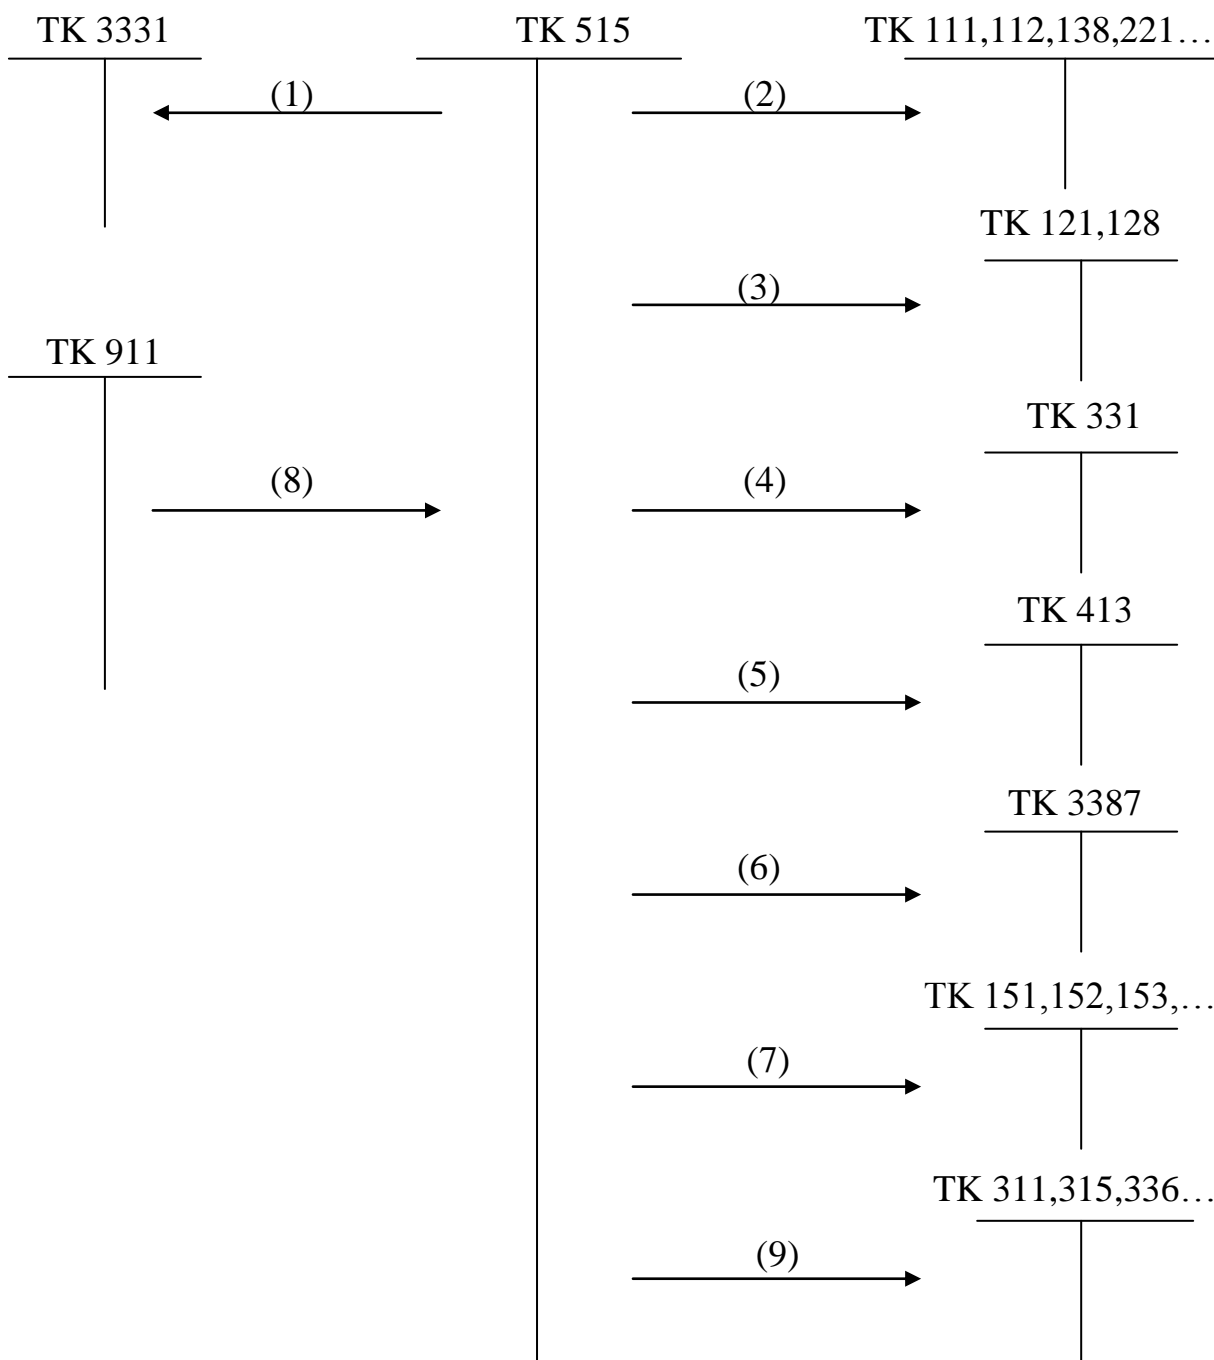 TK 3331 TK 515 TK 111,112,138,221…
(1) (2)
TK 121,128
(3)
TK 911
TK 331
(8) (4)
TK 413
(5)
TK 3387
(6)
TK 151,152,153,…
(7)
TK 311,315,336…
(9)